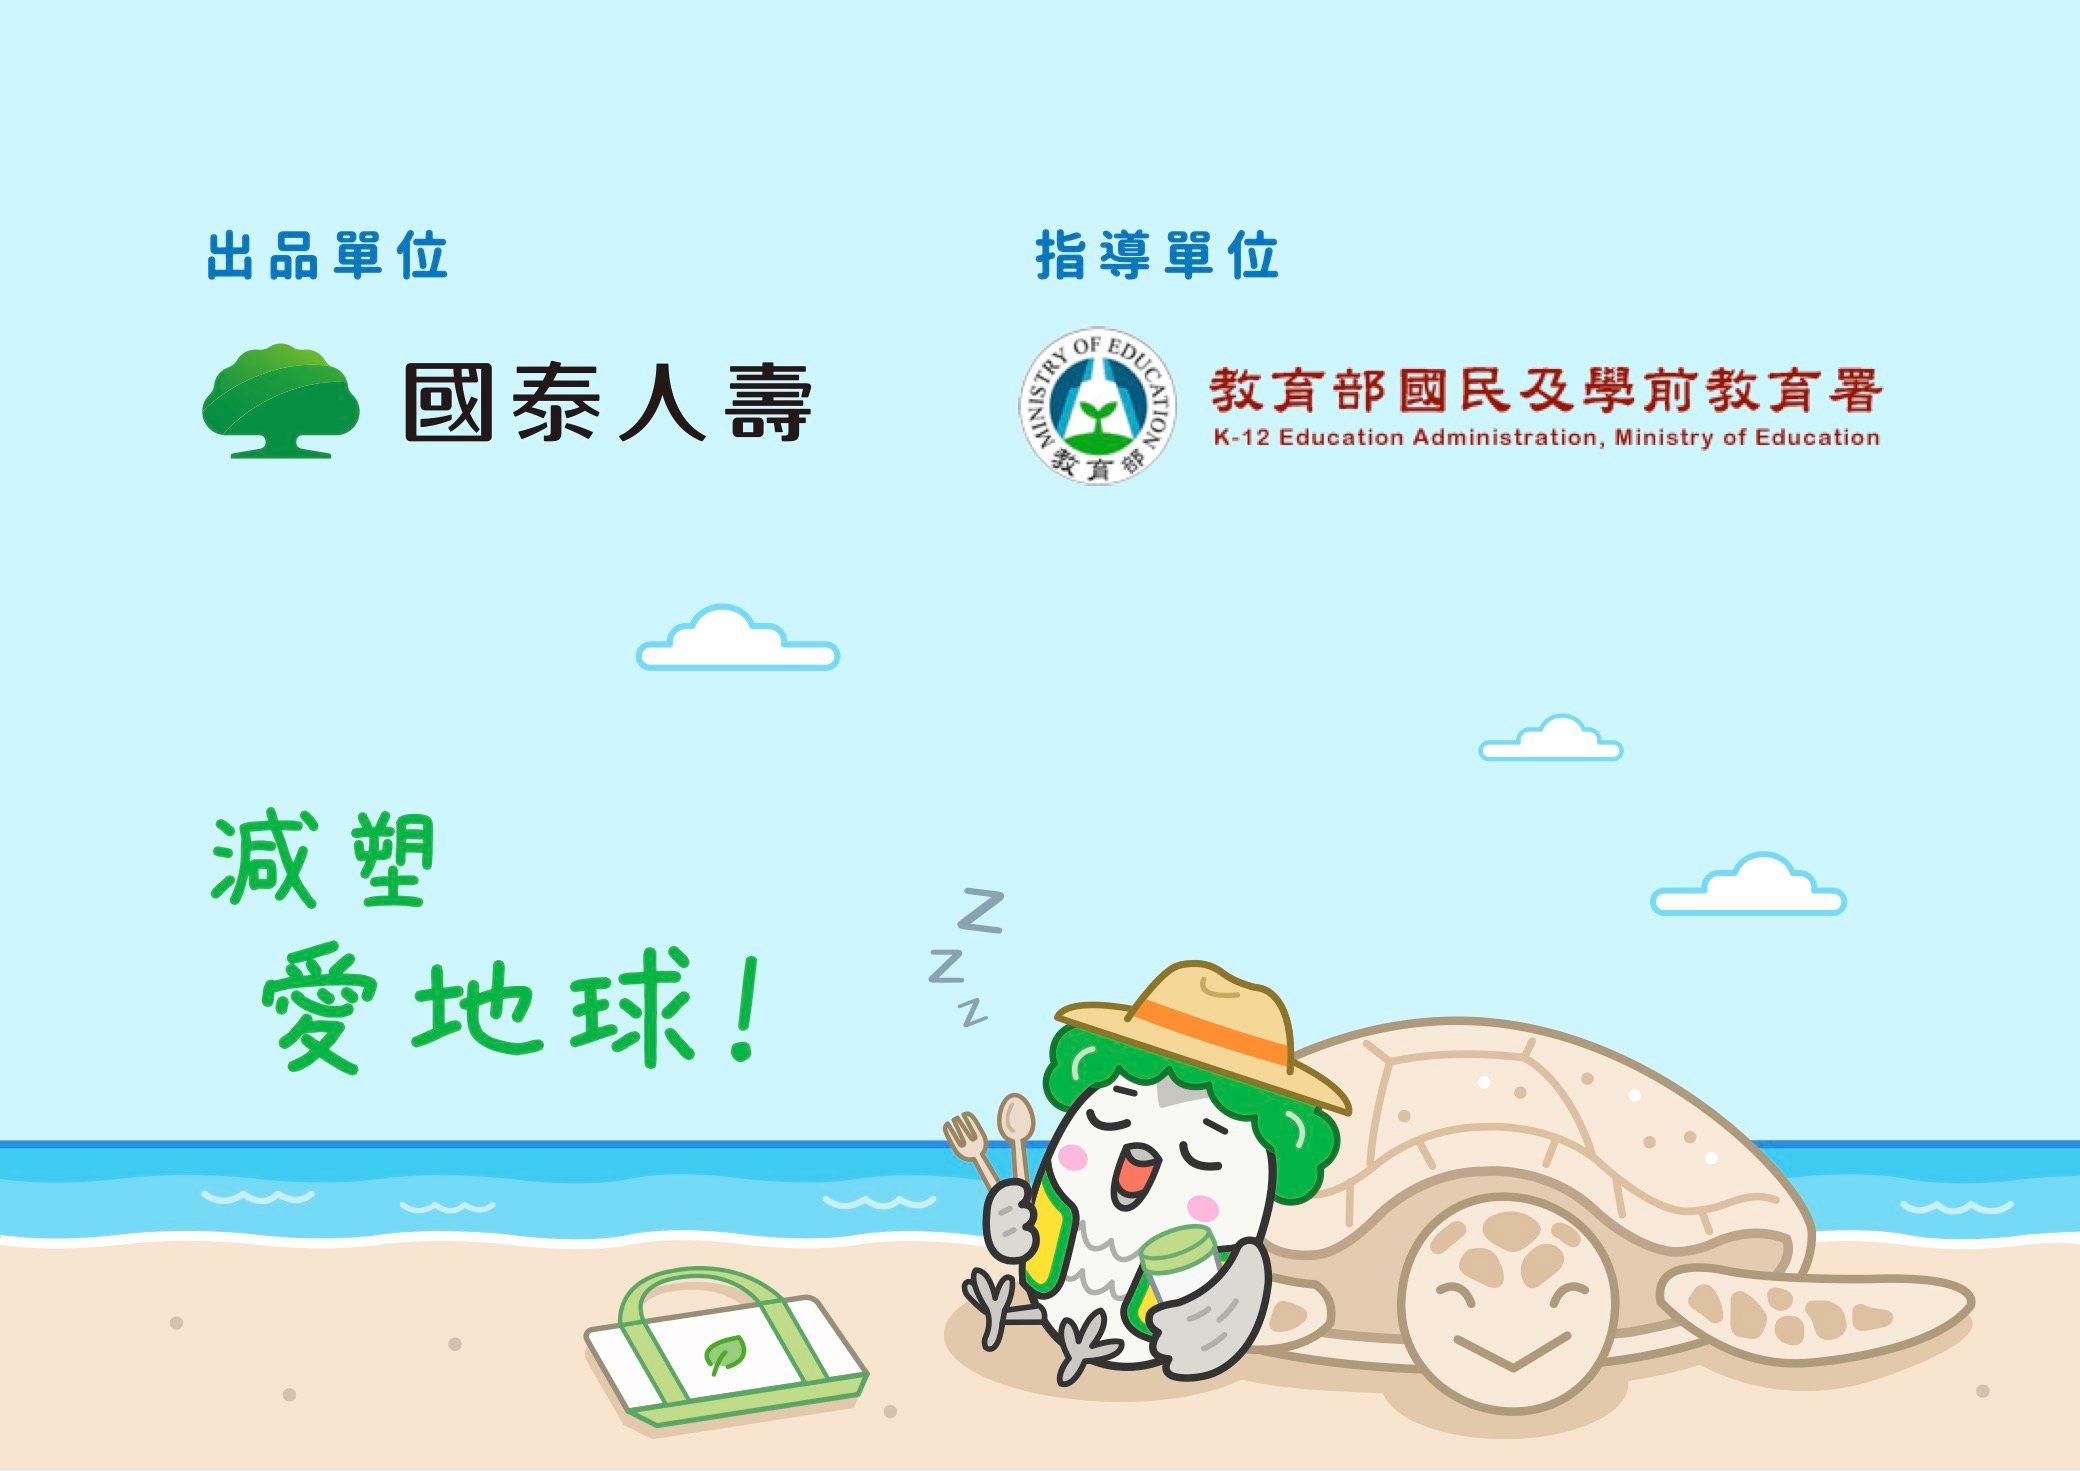 出品單位
國泰人壽
指導單位
MINISTRY OF EDUCATION
教育部
教育部國民及學前教育署
K-12 Education Administration, Ministry of Education
減塑
愛地球!
Z
Z
Z